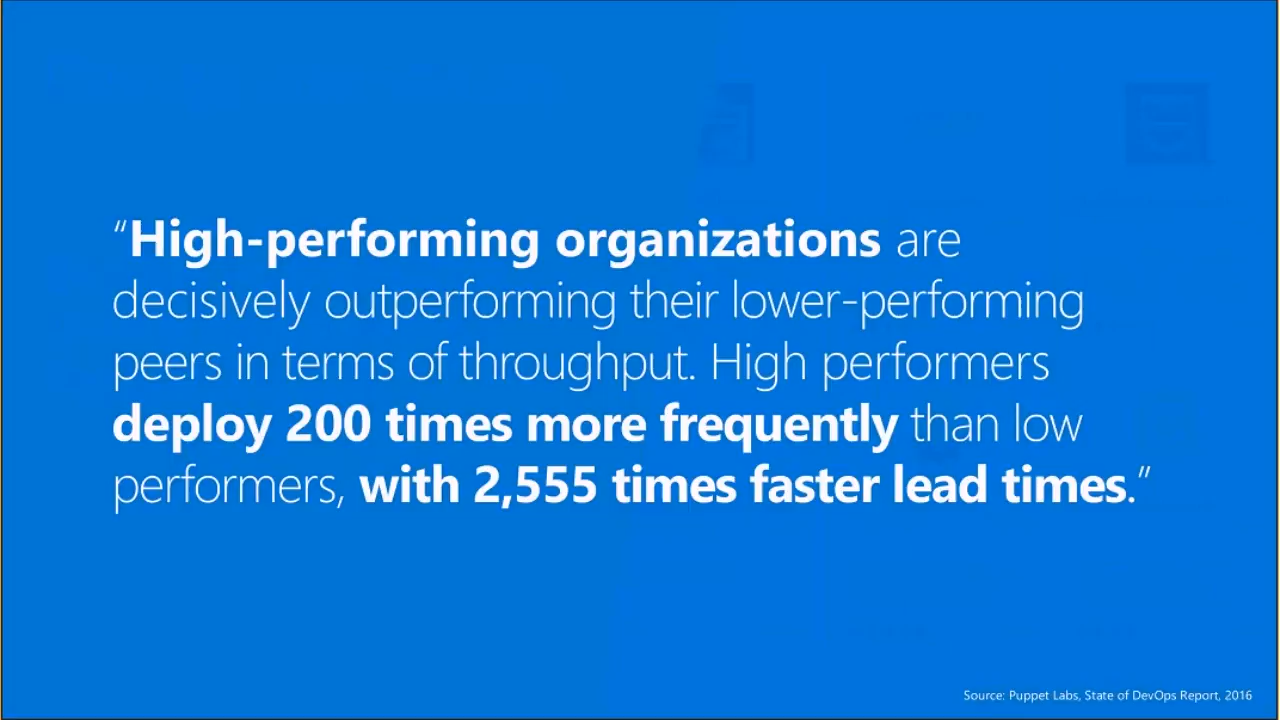 “High-performing organizations are
decisively outperforming their lower-performing
peers in terms of throughput. High performers
deploy 200 times more frequently than low
performers, with 2,555 times faster lead times.”
Source: Puppet Labs, State of DevOps Report, 2016